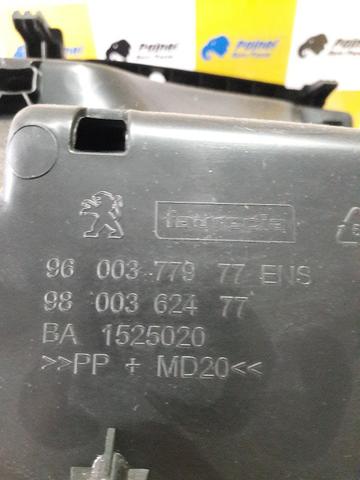 faurecia
96 003 779 77 ENS
98 003 624 77
BA 1525020
>>PP + MD20<<